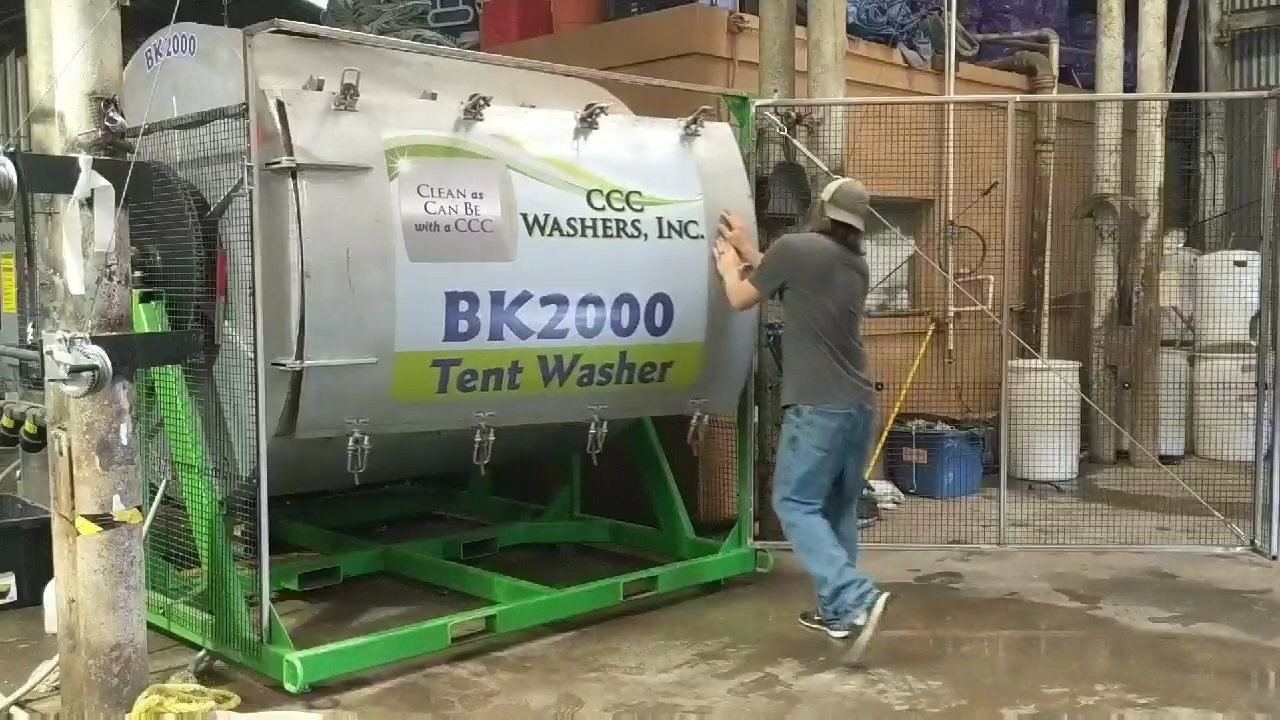 BK2000
CLEAN as
CAN BE
with a CCC
CCC
WASHERS, INC.
BK2000
Tent Washer